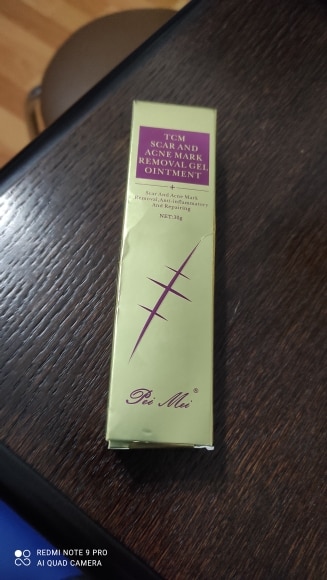 TCM
SCAR AND
ACNE MARK
REMOVAL GEL
OINTMENT
Scar And Acne Mark
Removal,Anti-inflammatory
And Repairing
NET:30g
Pei Mei®
REDMI NOTE 9 PRO
AI QUAD CAMERA